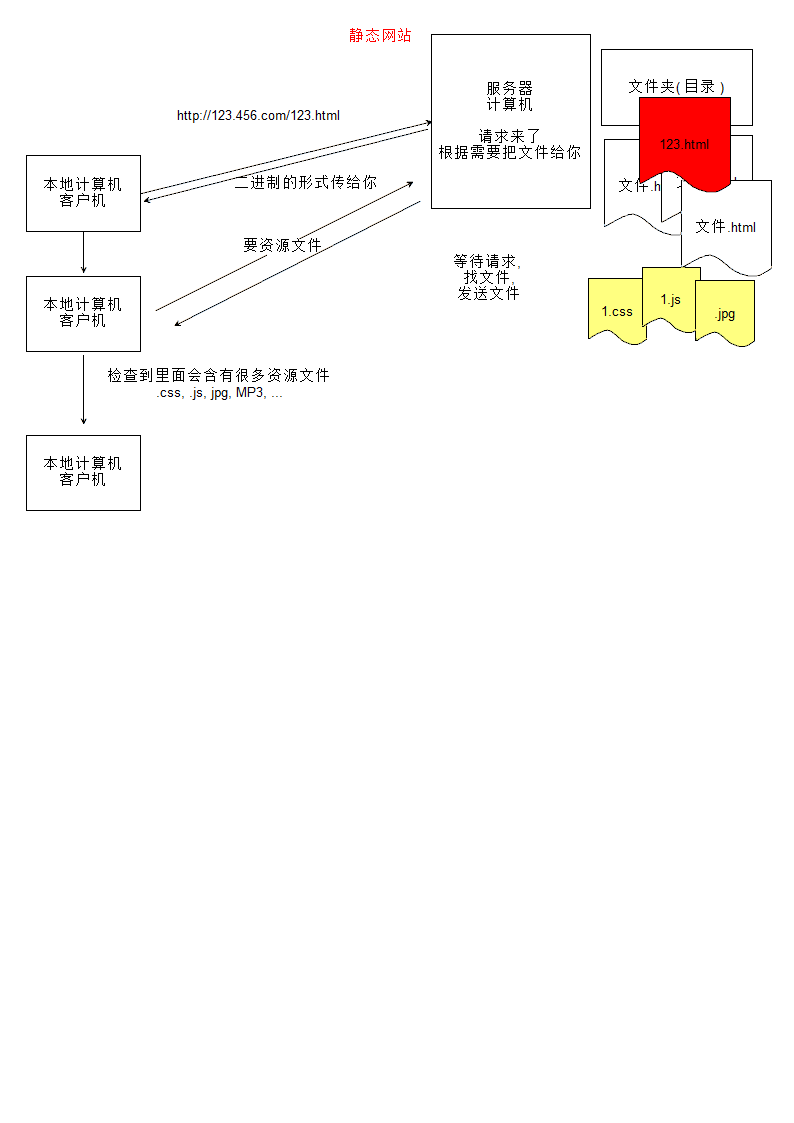 静态网站
服务器
计算机
请求来了
根据需要把文件给你
文件夹(目录)
123.html
http://123.456.com/123.html
本地计算机
客户机
二进制的形式传给你
文件.h
文件.html
要资源文件
等待请求,
找文件,
发送文件
本地计算机
客户机
1.css
1.js
.jpg
检查到里面会含有很多资源文件
.css, .js, jpg, MP3, ...
本地计算机
客户机